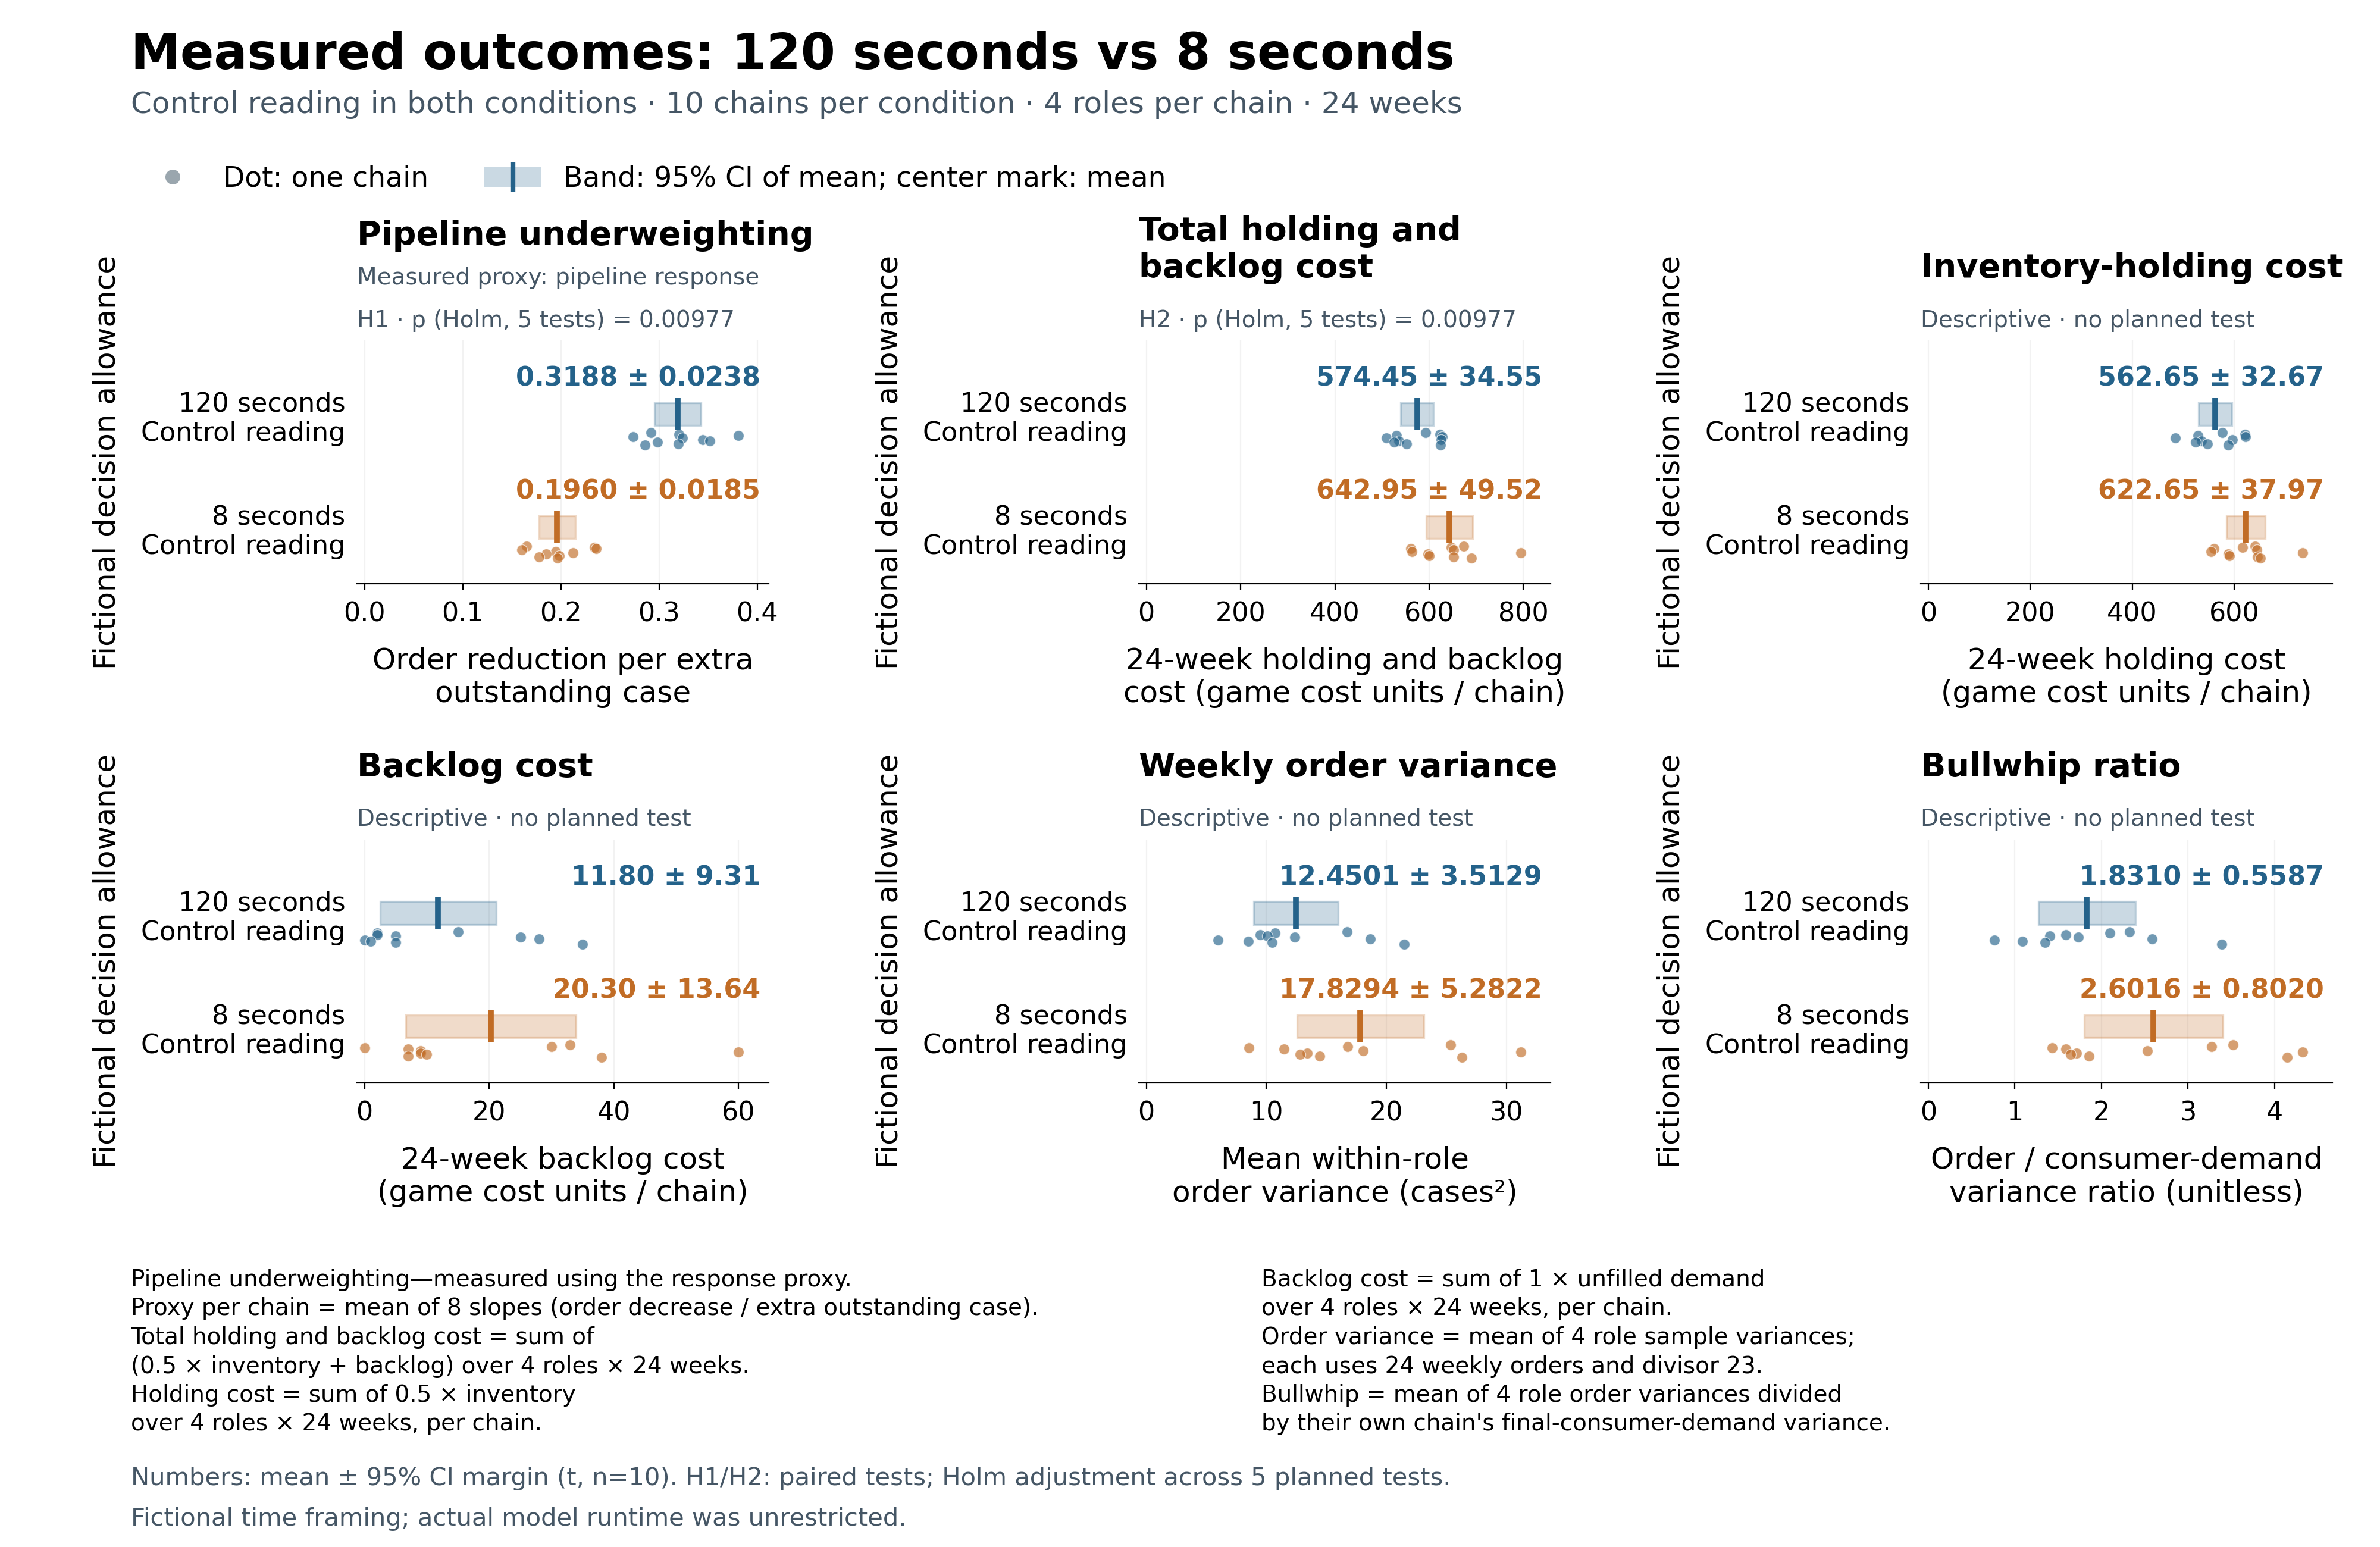 Measured outcomes: 120 seconds vs 8 seconds
Control reading in both conditions · 10 chains per condition · 4 roles per chain · 24 weeks
Dot: one chain
Band: 95% CI of mean; center mark: mean
Pipeline underweighting
Measured proxy: pipeline response
H1 · p (Holm, 5 tests) = 0.00977
Fictional decision allowance
120 seconds
Control reading
0.3188 ± 0.0238
8 seconds
Control reading
0.1960 ± 0.0185
0.0 0.1 0.2 0.3 0.4
Order reduction per extra
outstanding case
Total holding and
backlog cost
H2 · p (Holm, 5 tests) = 0.00977
Fictional decision allowance
120 seconds
Control reading
574.45 ± 34.55
8 seconds
Control reading
642.95 ± 49.52
0 200 400 600 800
24-week holding and backlog
cost (game cost units / chain)
Inventory-holding cost
Descriptive · no planned test
Fictional decision allowance
120 seconds
Control reading
562.65 ± 32.67
8 seconds
Control reading
622.65 ± 37.97
0 200 400 600
24-week holding cost
(game cost units / chain)
Backlog cost
Descriptive · no planned test
Fictional decision allowance
120 seconds
Control reading
11.80 ± 9.31
8 seconds
Control reading
20.30 ± 13.64
0 20 40 60
24-week backlog cost
(game cost units / chain)
Weekly order variance
Descriptive · no planned test
Fictional decision allowance
120 seconds
Control reading
12.4501 ± 3.5129
8 seconds
Control reading
17.8294 ± 5.2822
0 10 20 30
Mean within-role
order variance (cases²)
Bullwhip ratio
Descriptive · no planned test
Fictional decision allowance
120 seconds
Control reading
1.8310 ± 0.5587
8 seconds
Control reading
2.6016 ± 0.8020
0 1 2 3 4
Order / consumer-demand
variance ratio (unitless)
Pipeline underweighting—measured using the response proxy.
Proxy per chain = mean of 8 slopes (order decrease / extra outstanding case).
Total holding and backlog cost = sum of
(0.5 × inventory + backlog) over 4 roles × 24 weeks.
Holding cost = sum of 0.5 × inventory
over 4 roles × 24 weeks, per chain.
Backlog cost = sum of 1 × unfilled demand
over 4 roles × 24 weeks, per chain.
Order variance = mean of 4 role sample variances;
each uses 24 weekly orders and divisor 23.
Bullwhip = mean of 4 role order variances divided
by their own chain's final-consumer-demand variance.
Numbers: mean ± 95% CI margin (t, n=10). H1/H2: paired tests; Holm adjustment across 5 planned tests.
Fictional time framing; actual model runtime was unrestricted.